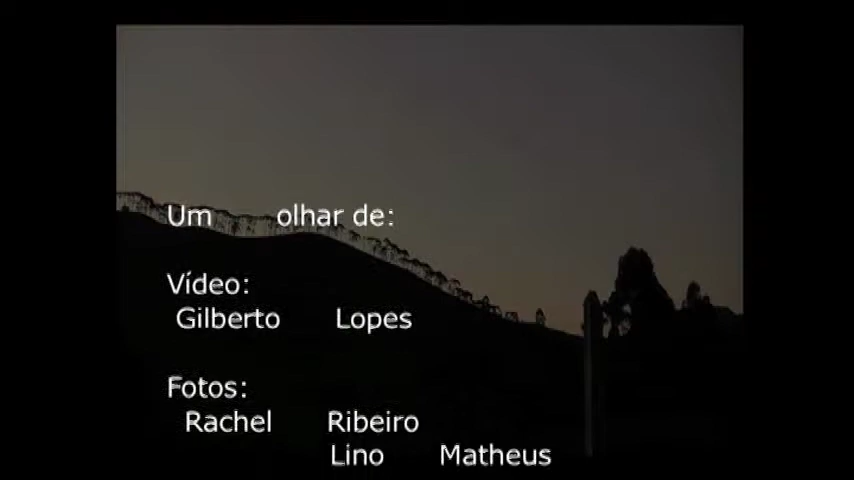 Um olhar de:
Vídeo:
Gilberto Lopes
Fotos:
Rachel Ribeiro
Lino Matheus